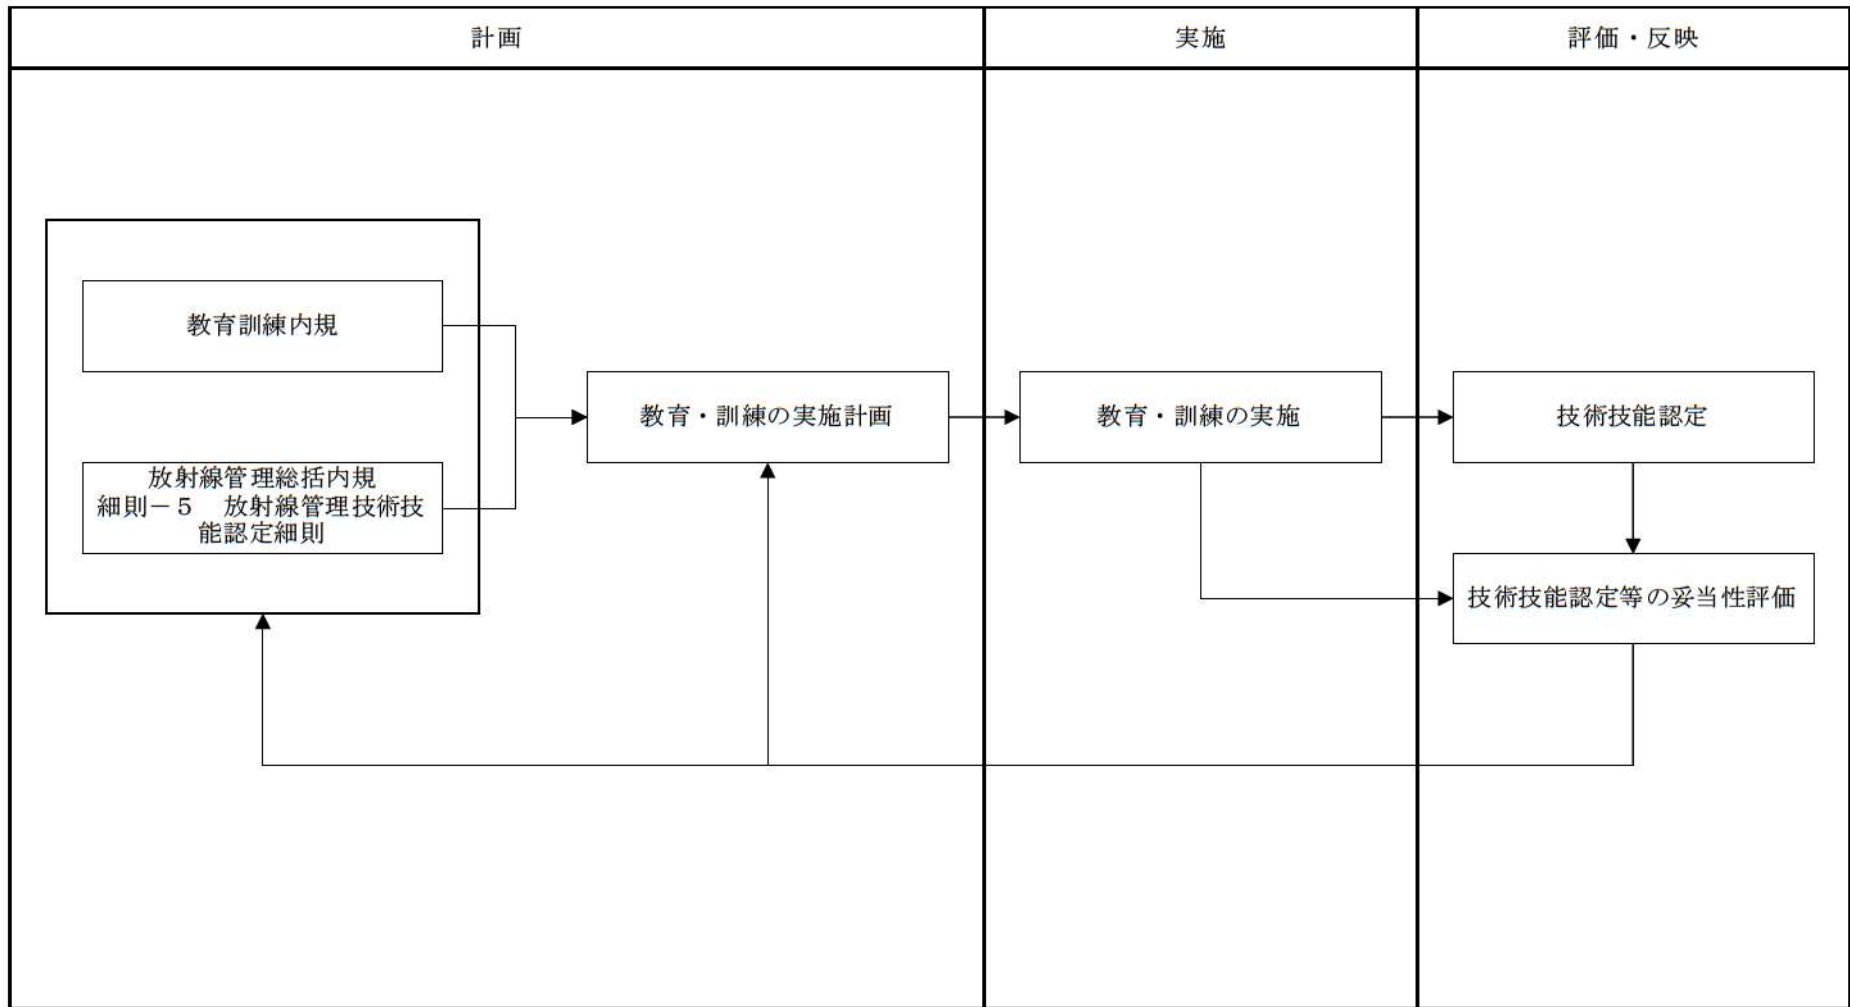 計画
実施
評価・反映
教育訓練内規
放射線管理総括内規
細則－５　放射線管理技術技
能認定細則
教育・訓練の実施計画
教育・訓練の実施
技術技能認定
技術技能認定等の妥当性評価